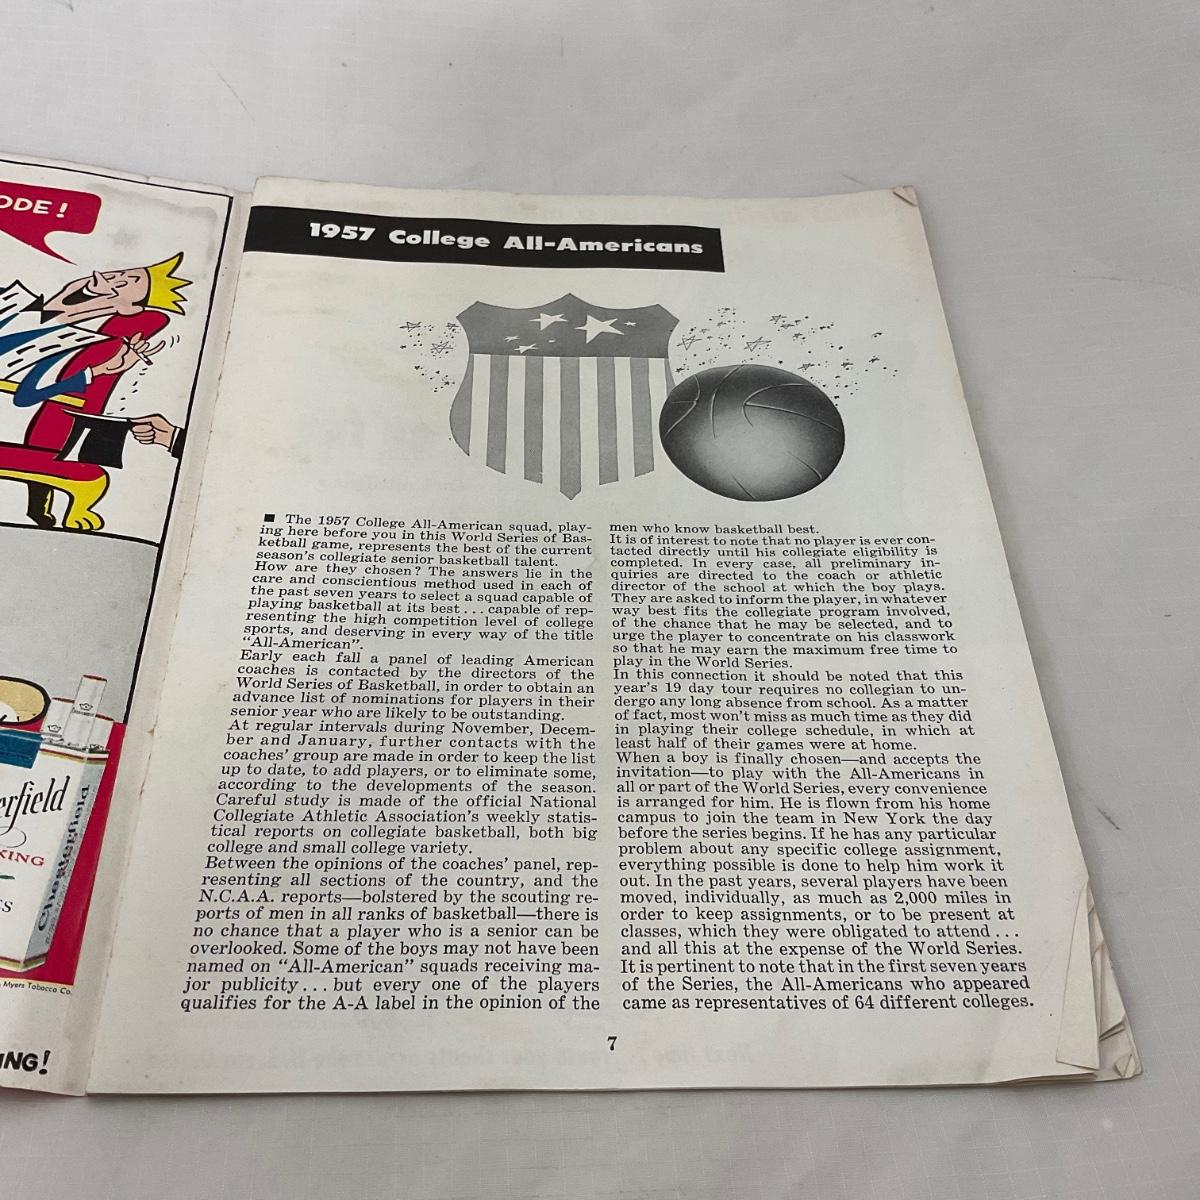 ODE!
erfield
KING
ES
Chesterfield
Myers Tobacco Co.
ING!
1957 College All-Americans
■ The 1957 College All-American squad, play-
ing here before you in this World Series of Bas-
ketball game, represents the best of the current
season's collegiate senior basketball talent.
How are they chosen? The answers lie in the
care and conscientious method used in each of
the past seven years to select a squad capable of
playing basketball at its best . . . capable of rep-
resenting the high competition level of college
sports, and deserving in every way of the title
"All-American".
Early each fall a panel of leading American
coaches is contacted by the directors of the
World Series of Basketball, in order to obtain an
advance list of nominations for players in their
senior year who are likely to be outstanding.
At regular intervals during November, Decem-
ber and January, further contacts with the
coaches' group are made in order to keep the list
up to date, to add players, or to eliminate some,
according to the developments of the season.
Careful study is made of the official National
Collegiate Athletic Association's weekly statis-
tical reports on collegiate basketball, both big
college and small college variety.
Between the opinions of the coaches' panel, rep-
resenting all sections of the country, and the
N.C.A.A. reports—bolstered by the scouting re-
ports of men in all ranks of basketball—there is
no chance that a player who is a senior can be
overlooked. Some of the boys may not have been
named on "All-American" squads receiving ma-
jor publicity . . . but every one of the players
qualifies for the A-A label in the opinion of the
men who know basketball best.
It is of interest to note that no player is ever con-
tacted directly until his collegiate eligibility is
completed. In every case, all preliminary in-
quiries are directed to the coach or athletic
director of the school at which the boy plays.
They are asked to inform the player, in whatever
way best fits the collegiate program involved,
of the chance that he may be selected, and to
urge the player to concentrate on his classwork
so that he may earn the maximum free time to
play in the World Series.
In this connection it should be noted that this
year's 19 day tour requires no collegian to un-
dergo any long absence from school. As a matter
of fact, most won't miss as much time as they did
in playing their college schedule, in which at
least half of their games were at home.
When a boy is finally chosen—and accepts the
invitation—to play with the All-Americans in
all or part of the World Series, every convenience
is arranged for him. He is flown from his home
campus to join the team in New York the day
before the series begins. If he has any particular
problem about any specific college assignment,
everything possible is done to help him work it
out. In the past years, several players have been
moved, individually, as much as 2,000 miles in
order to keep assignments, or to be present at
classes, which they were obligated to attend . . .
and all this at the expense of the World Series.
It is pertinent to note that in the first seven years
of the Series, the All-Americans who appeared
came as representatives of 64 different colleges.
7